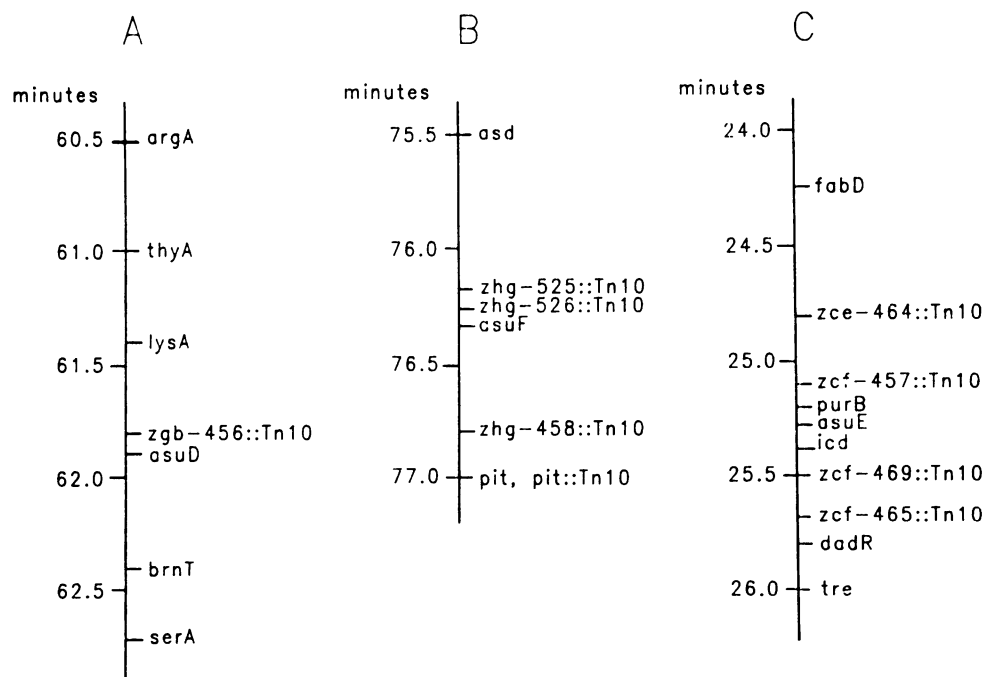 A
minutes
60.5 argA
61.0 thyA
lysA
61.5
zgb-456::Tn10
asuD
62.0
brnT
62.5
serA
B
minutes
75.5 asd
76.0
zhg-525::Tn10
zhg-526::Tn10
asuF
76.5
zhg-458::Tn10
77.0 pit, pit::Tn10
C
minutes
24.0
fabD
24.5
zce-464::Tn10
25.0
zcf-457::Tn10
purB
asuE
icd
25.5 zcf-469::Tn10
zcf-465::Tn10
dadR
26.0 tre